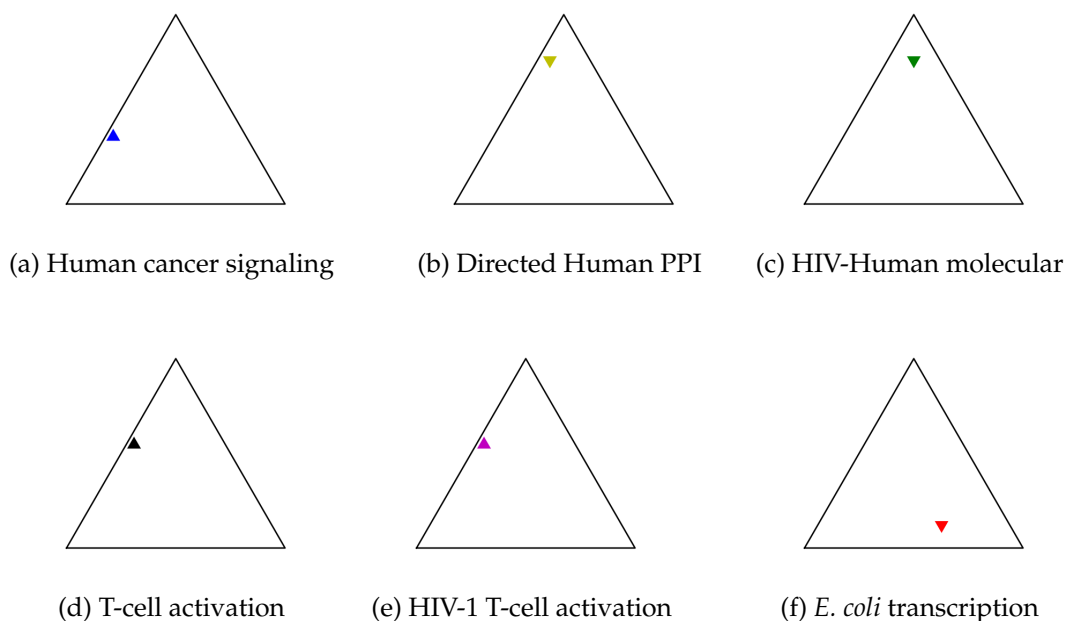 (a) Human cancer signaling
(b) Directed Human PPI
(c) HIV-Human molecular
(d) T-cell activation
(e) HIV-1 T-cell activation
(f) E. coli transcription